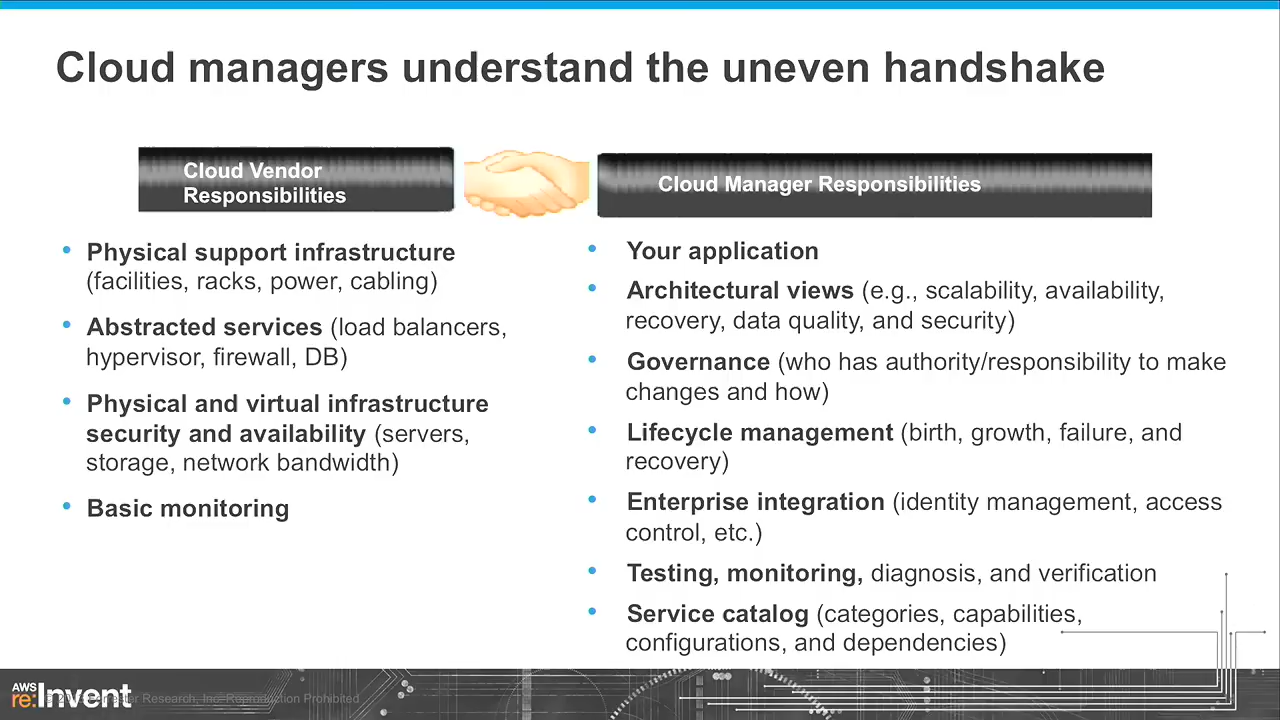 Cloud managers understand the uneven handshake
Cloud Vendor
Responsibilities
Cloud Manager Responsibilities
• Physical support infrastructure
(facilities, racks, power, cabling)
• Abstracted services (load balancers,
hypervisor, firewall, DB)
• Physical and virtual infrastructure
security and availability (servers,
storage, network bandwidth)
• Basic monitoring
• Your application
• Architectural views (e.g., scalability, availability,
recovery, data quality, and security)
• Governance (who has authority/responsibility to make
changes and how)
• Lifecycle management (birth, growth, failure, and
recovery)
• Enterprise integration (identity management, access
control, etc.)
• Testing, monitoring, diagnosis, and verification
• Service catalog (categories, capabilities,
configurations, and dependencies)
AWS
re:Invent
Research, Inc. Reproduction Prohibited